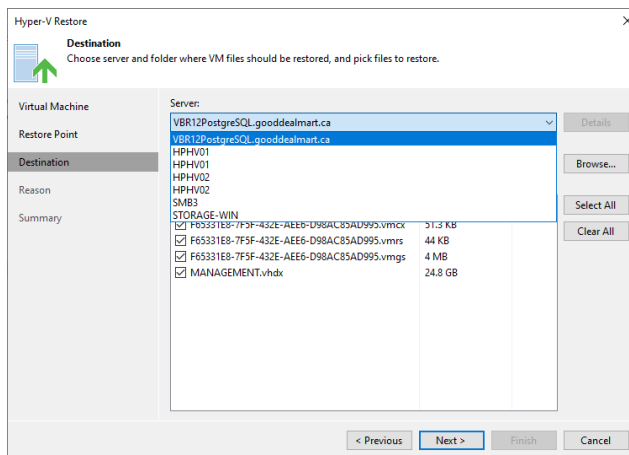 Hyper-V Restore
Destination
Choose server and folder where VM files should be restored, and pick files to restore.
Virtual Machine
Restore Point
Destination
Reason
Summary
Server:
VBR12PostgreSQL.gooddealmart.ca
Details
VBR12PostgreSQL.gooddealmart.ca
HPHV01
HPHV01
HPHV02
HPHV02
SMB3
STORAGE-WIN
Browse...
Select All
Clear All
F65331E8-7F5F-432E-AEE6-D98AC85AD995.vmcx 51.3 KB
F65331E8-7F5F-432E-AEE6-D98AC85AD995.vmrs 44 KB
F65331E8-7F5F-432E-AEE6-D98AC85AD995.vmgs 4 MB
MANAGEMENT.vhdx 24.8 GB
< Previous
Next >
Finish
Cancel